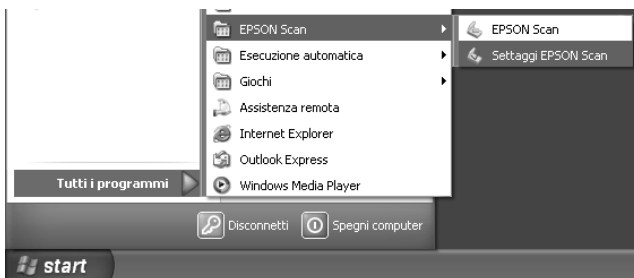 EPSON Scan
EPSON Scan
Settaggi EPSON Scan
Esecuzione automatica
Giochi
Assistenza remota
Internet Explorer
Outlook Express
Windows Media Player
Tutti i programmi
Disconnetti
Spegni computer
start